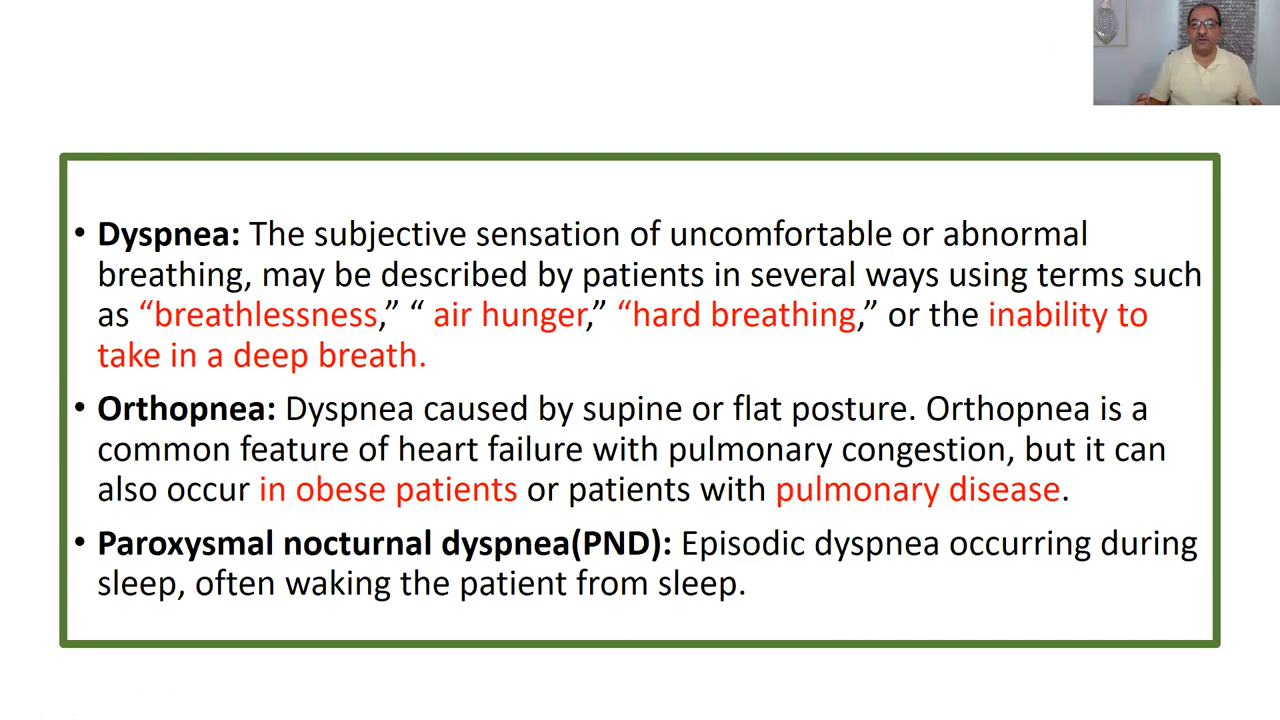 • Dyspnea: The subjective sensation of uncomfortable or abnormal
breathing, may be described by patients in several ways using terms such
as “breathlessness,” “ air hunger,” “hard breathing,” or the inability to
take in a deep breath.
• Orthopnea: Dyspnea caused by supine or flat posture. Orthopnea is a
common feature of heart failure with pulmonary congestion, but it can
also occur in obese patients or patients with pulmonary disease.
• Paroxysmal nocturnal dyspnea(PND): Episodic dyspnea occurring during
sleep, often waking the patient from sleep.